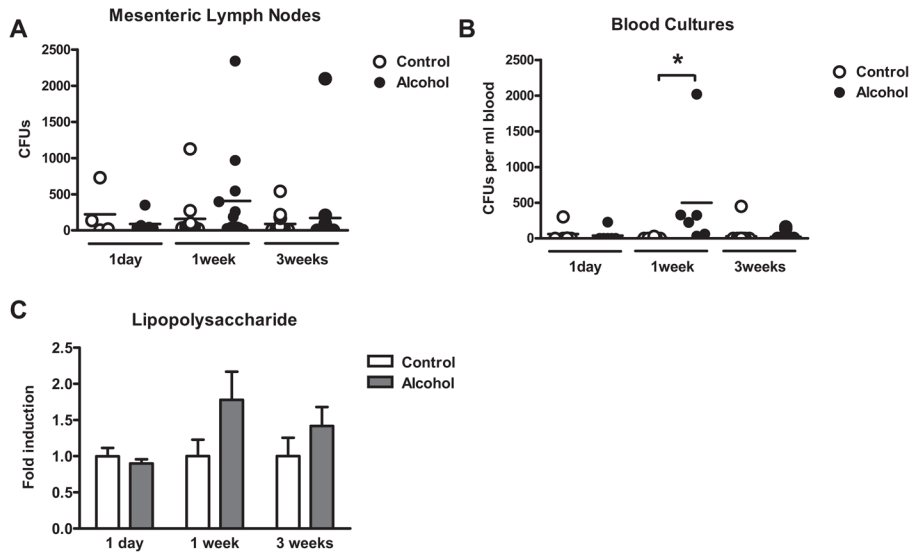 A
Mesenteric Lymph Nodes
CFUs
2500
2000
1500
1000
500
0
1day
1week
3weeks
Control
Alcohol
B
Blood Cultures
CFUs per ml blood
2500
2000
1500
1000
500
0
*
1day
1week
3weeks
Control
Alcohol
C
Lipopolysaccharide
Fold induction
2.5
2.0
1.5
1.0
0.5
0.0
1 day
1 week
3 weeks
Control
Alcohol